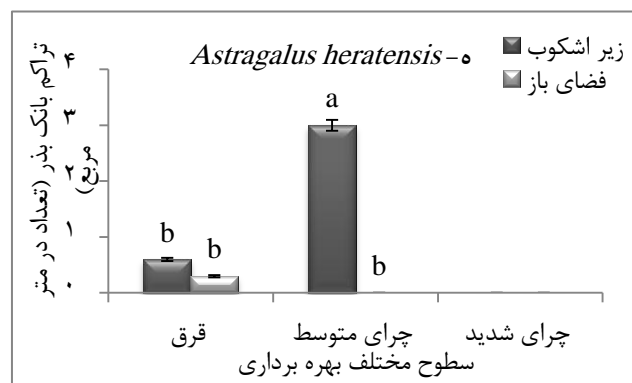 ه- Astragalus heratensis
زیر اشکوب
فضای باز
تراکم بانک بذر (تعداد در متر
مربع)
۴
۳
۲
۱
۰
b
b
a
b
قرق
چرای متوسط
چرای شدید
سطوح مختلف بهره برداری